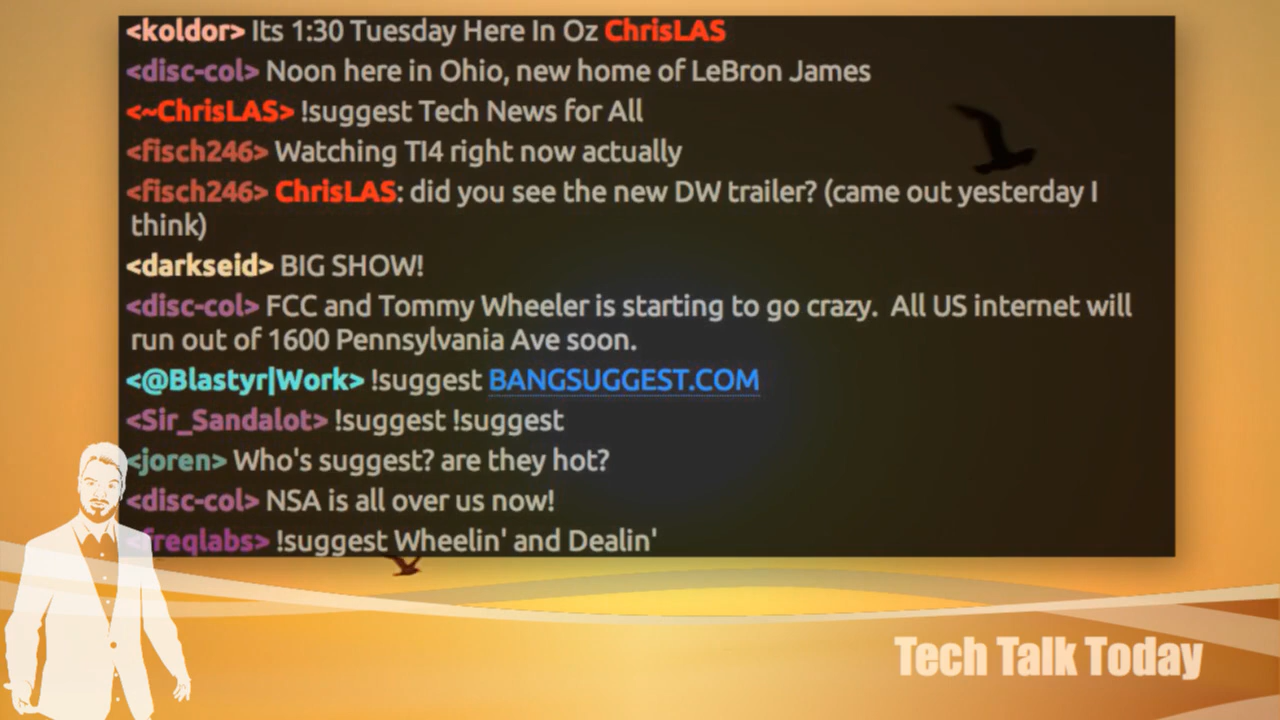 <koldor> Its 1:30 Tuesday Here In Oz ChrisLAS
<disc-col> Noon here in Ohio, new home of LeBron James
<~ChrisLAS> !suggest Tech News for All
<fisch246> Watching TI4 right now actually
<fisch246> ChrisLAS: did you see the new DW trailer? (came out yesterday I
think)
<darkseid> BIG SHOW!
<disc-col> FCC and Tommy Wheeler is starting to go crazy.  All US internet will
run out of 1600 Pennsylvania Ave soon.
<@Blastyr|Work> !suggest BANGSUGGEST.COM
<Sir_Sandalot> !suggest !suggest
<joren> Who's suggest? are they hot?
<disc-col> NSA is all over us now!
<freqlabs> !suggest Wheelin' and Dealin'
Tech Talk Today